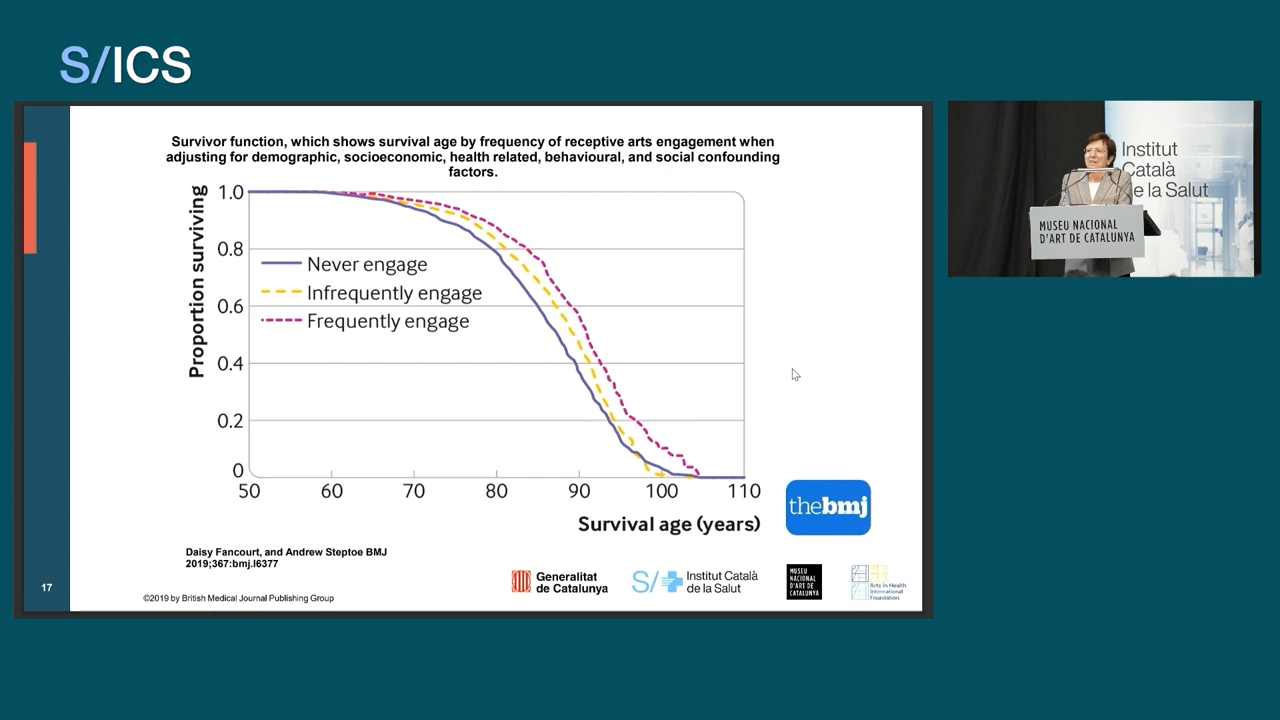 S/ICS
Survivor function, which shows survival age by frequency of receptive arts engagement when
adjusting for demographic, socioeconomic, health related, behavioural, and social confounding
factors.
Proportion surviving
1.0
0.8
0.6
0.4
0.2
0
Never engage
Infrequently engage
Frequently engage
50 60 70 80 90 100 110
Survival age (years)
thebmj
Daisy Fancourt, and Andrew Steptoe BMJ
2019;367:bmj.l6377
17
©2019 by British Medical Journal Publishing Group
Generalitat
de Catalunya
S/
Institut Català
de la Salut
MUSEU
NACIONAL
D'ART DE
CATALUNYA
Arts in Health
International
Foundation
Institut
Català
de la Salut
MUSEU NACIONAL
D'ART DE CATALUNYA